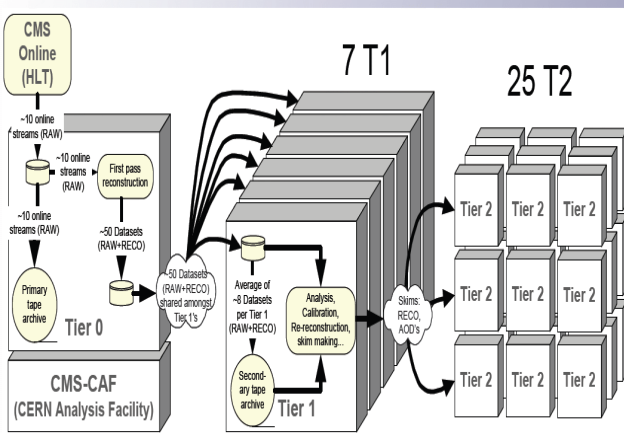 CMS
Online
(HLT)
~10 online
streams (RAW)
~10 online
streams
(RAW)
First pass
reconstruction
~10 online
streams (RAW)
~50 Datasets
(RAW+RECO)
Primary
tape
archive
Tier 0
CMS-CAF
(CERN Analysis Facility)
~50 Datasets
(RAW+RECO)
shared amongst
Tier 1's
7 T1
Average of
~8 Datasets
per Tier 1
(RAW+RECO)
Analysis,
Calibration,
Re-reconstruction,
skim making...
Second-
ary tape
archive
Tier 1
Skims:
RECO,
AOD's
25 T2
Tier 2 Tier 2 Tier 2
Tier 2 Tier 2 Tier 2
Tier 2 Tier 2 Tier 2